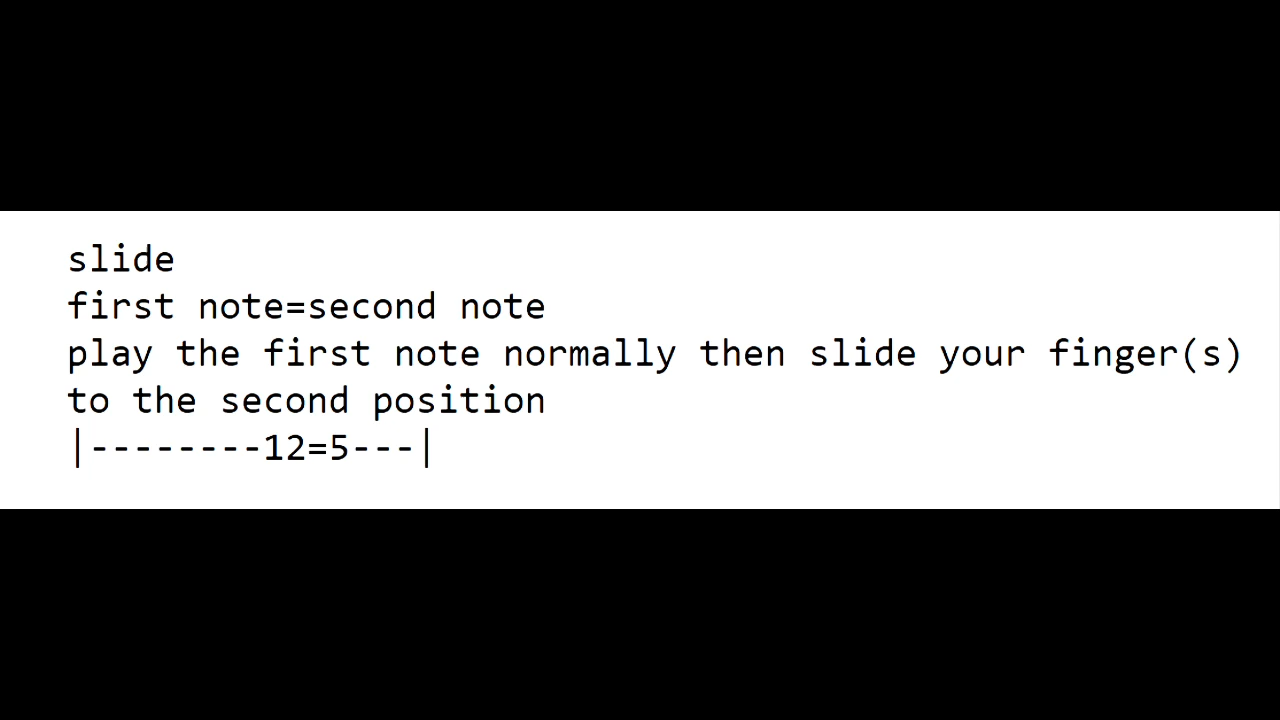 slide
first note=second note
play the first note normally then slide your finger(s)
to the second position
|--------12=5---|